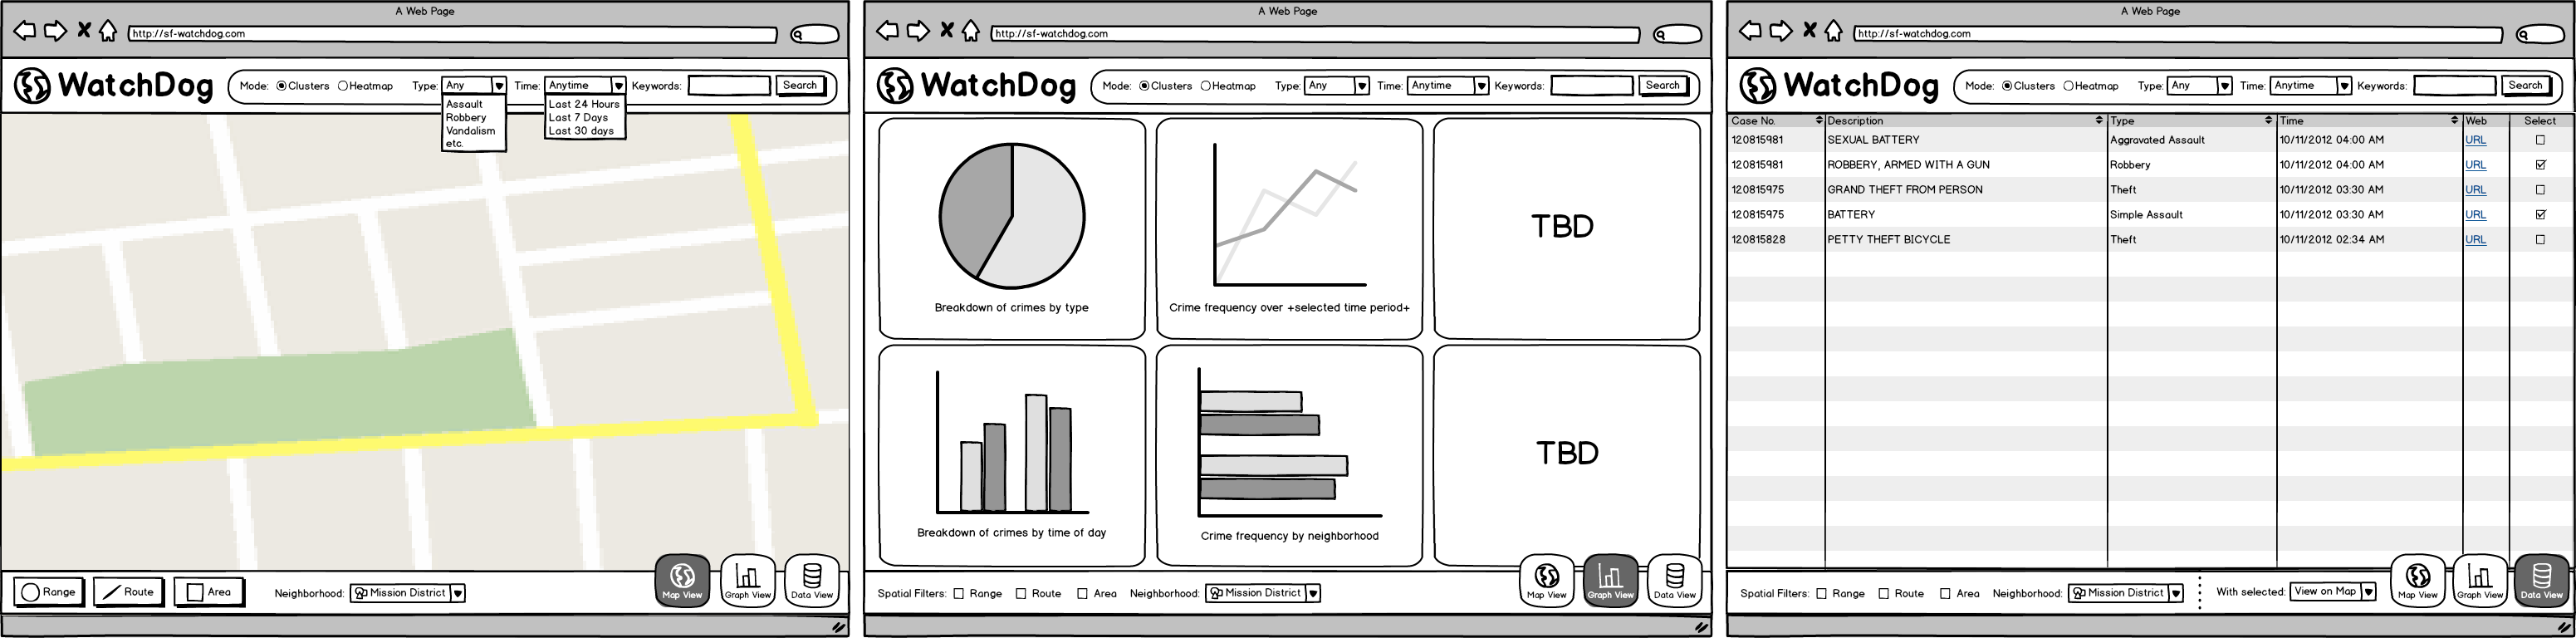 A Web Page
http://sf-watchdog.com
WatchDog
Mode: Clusters Heatmap Type: Any Time: Anytime Keywords: Search
Assault
Robbery
Vandalism
etc.
Last 24 Hours
Last 7 Days
Last 30 days
Range Route Area Neighborhood: Mission District
Map View Graph View Data View
A Web Page
http://sf-watchdog.com
WatchDog
Mode: Clusters Heatmap Type: Any Time: Anytime Keywords: Search
Breakdown of crimes by type
Crime frequency over +selected time period+
TBD
Breakdown of crimes by time of day
Crime frequency by neighborhood
TBD
Spatial Filters: Range Route Area Neighborhood: Mission District
Map View Graph View Data View
A Web Page
http://sf-watchdog.com
WatchDog
Mode: Clusters Heatmap Type: Any Time: Anytime Keywords: Search
Case No. Description Type Time Web Select
120815981 SEXUAL BATTERY Aggravated Assault 10/11/2012 04:00 AM URL
120815981 ROBBERY, ARMED WITH A GUN Robbery 10/11/2012 04:00 AM URL
120815975 GRAND THEFT FROM PERSON Theft 10/11/2012 03:30 AM URL
120815975 BATTERY Simple Assault 10/11/2012 03:30 AM URL
120815828 PETTY THEFT BICYCLE Theft 10/11/2012 02:34 AM URL
Spatial Filters: Range Route Area Neighborhood: Mission District With selected: View on Map
Map View Graph View Data View